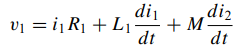 v₁ = i₁R₁ + L₁ di₁/dt + M di₂/dt